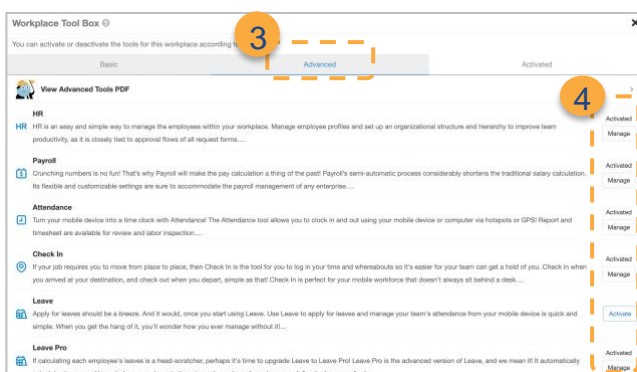 Workplace Tool Box
You can activate or deactivate the tools for this workplace according to
3
Basic
Advanced
Activated
4
View Advanced Tools PDF
HR
HR
HR is an easy and simple way to manage the employees within your workplace. Manage employee profiles and set up an organizational structure and hierarchy to improve team
productivity, as it is closely tied to approval flows of all request forms....
Activated
Manage
Payroll
Crunching numbers is no fun! That's why Payroll will make the pay calculation a thing of the past! Payroll's semi-automatic process considerably shortens the traditional salary calculation.
Its flexible and customizable settings are sure to accommodate the payroll management of any enterprise....
Activated
Manage
Attendance
Turn your mobile device into a time clock with Attendance! The Attendance tool allows you to clock in and out using your mobile device or computer via hotspots or GPS! Report and
timesheet are available for review and labor inspection....
Activated
Manage
Check In
If your job requires you to move from place to place, then Check In is the tool for you to log in your time and whereabouts so it's easier for your team can get a hold of you. Check in when
you arrived at your destination, and check out when you depart, simple as that! Check In is perfect for your mobile workforce that doesn't always sit behind a desk....
Activated
Manage
Leave
Apply for leaves should be a breeze. And it would, once you start using Leave. Use Leave to apply for leaves and manage your team's attendance from your mobile device is quick and
simple. When you get the hang of it, you'll wonder how you ever manage without it!...
Activate
Leave Pro
If calculating each employee's leaves is a head-scratcher, perhaps it's time to upgrade Leave to Leave Pro! Leave Pro is the advanced version of Leave, and we mean it! It automatically
Activated
Manage